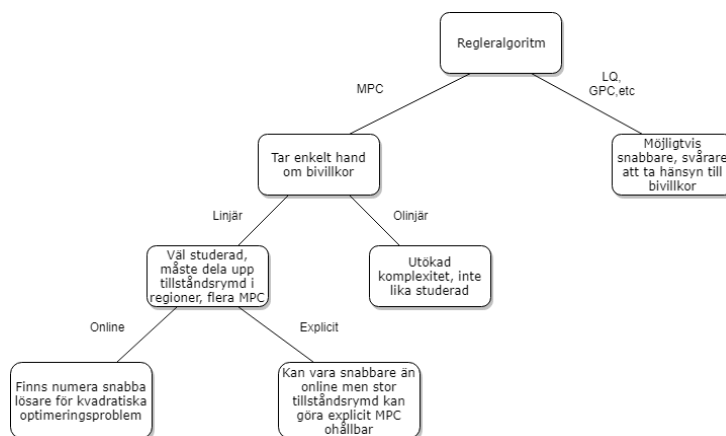 Regleralgoritm
MPC
LQ,
GPC,etc
Tar enkelt hand
om bivillkor
Möjligtvis
snabbare, svårare
att ta hänsyn till
bivillkor
Linjär
Olinjär
Väl studerad,
måste dela upp
tillståndsrymd i
regioner, flera MPC
Utökad
komplexitet, inte
lika studerad
Online
Explicit
Finns numera snabba
lösare för kvadratiska
optimeringsproblem
Kan vara snabbare än
online men stor
tillståndsrymd kan
göra explicit MPC
ohållbar